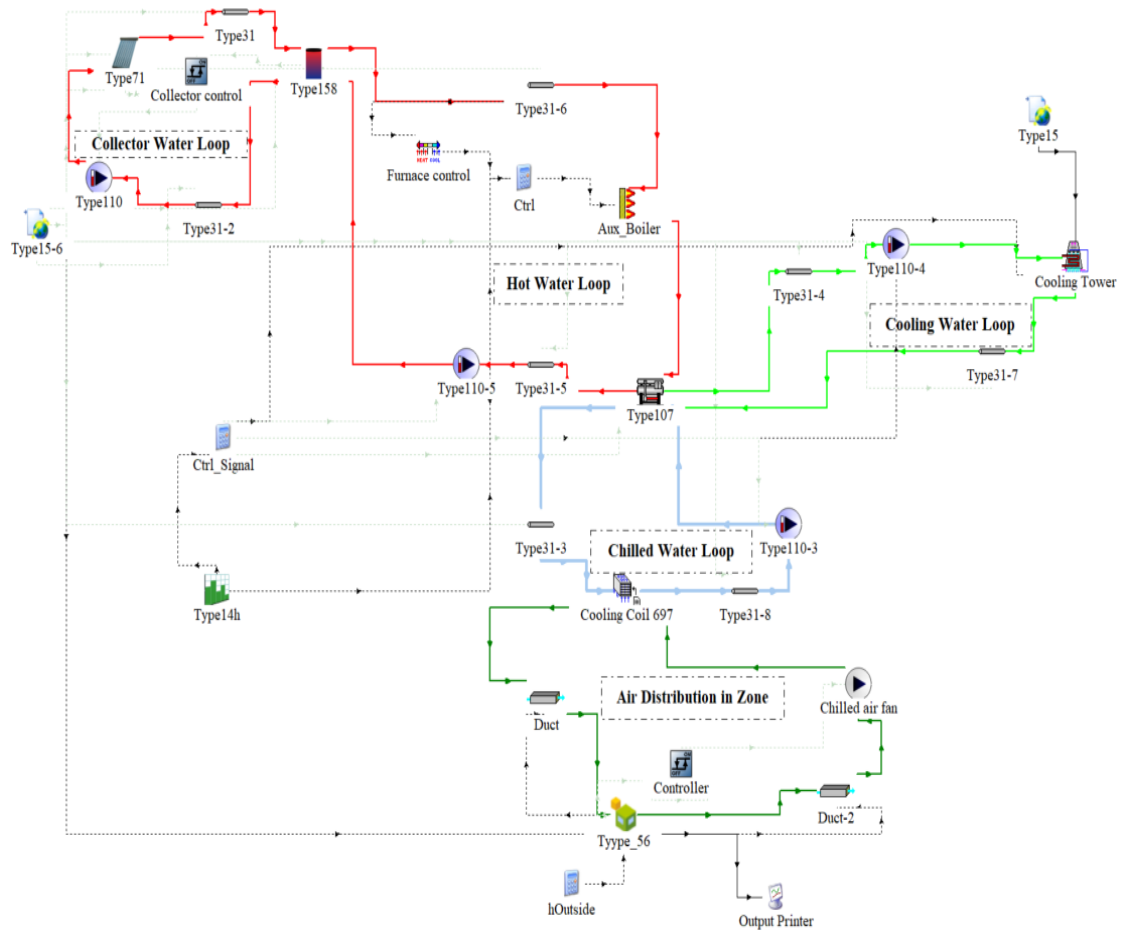 Type31
Type71
Collector control
Type158
Type31-6
Type15
Collector Water Loop
Furnace control
Type110
Ctrl
Type31-2
Aux_Boiler
Type15-6
Type110-4
Hot Water Loop
Type31-4
Cooling Tower
Cooling Water Loop
Type31-7
Type110-5
Type31-5
Type107
Ctrl_Signal
Type31-3
Chilled Water Loop
Type110-3
Type14h
Cooling Coil 697
Type31-8
Air Distribution in Zone
Duct
Chilled air fan
Controller
Duct-2
Tyype_56
hOutside
Output Printer